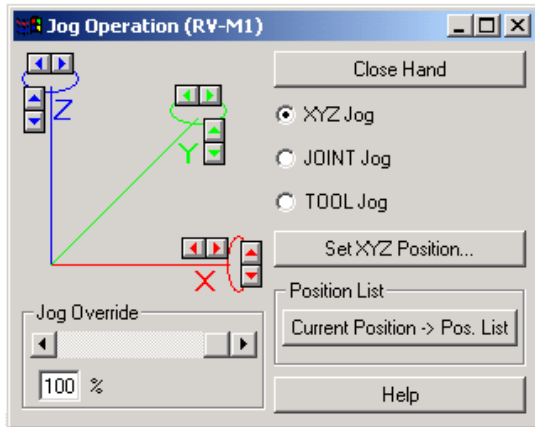 Jog Operation (RV-M1)
Close Hand
Z
XYZ Jog
Y
JOINT Jog
TOOL Jog
X
Set XYZ Position...
Position List
Current Position -> Pos. List
Jog Override
100 %
Help